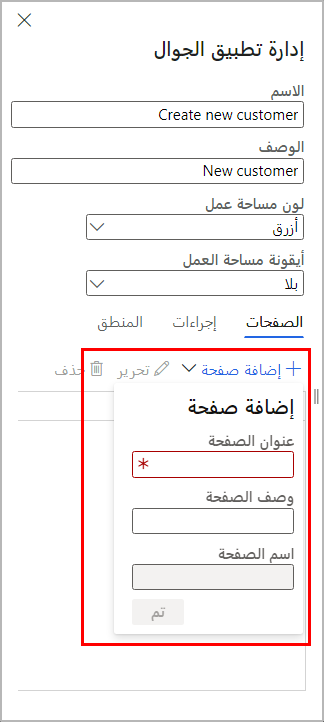 إدارة تطبيق الجوال
الاسم
Create new customer
الوصف
New customer
لون مساحة عمل
أزرق
أيقونة مساحة العمل
بلا
الصفحات إجراءات المنطق
إضافة صفحة تحرير حذف
إضافة صفحة
عنوان الصفحة
*
وصف الصفحة
اسم الصفحة
تم